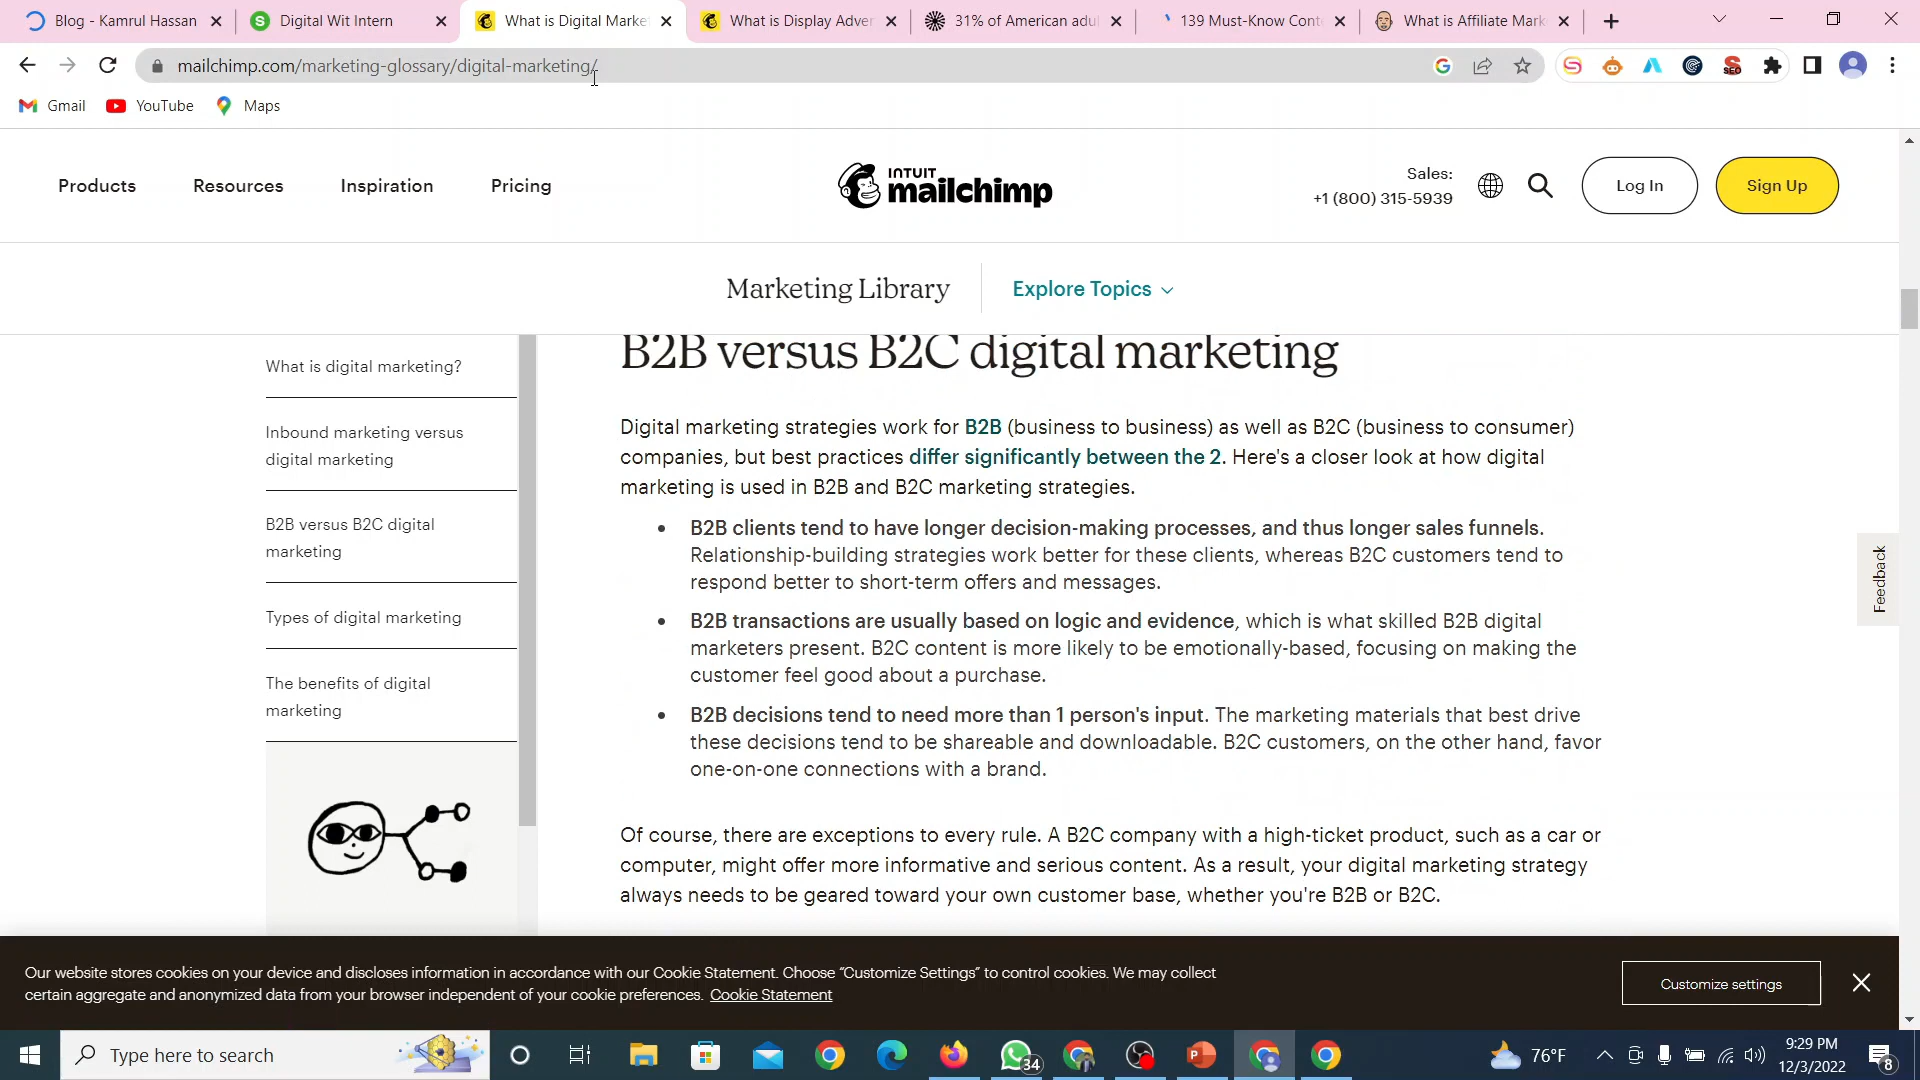 Blog - Kamrul Hassan
Digital Wit Intern
What is Digital Marke
What is Display Adver
31% of American adul
139 Must-Know Cont
What is Affiliate Mark
mailchimp.com/marketing-glossary/digital-marketing/
SEO
Gmail
YouTube
Maps
Products
Resources
Inspiration
Pricing
INTUIT
mailchimp
Sales:
+1 (800) 315-5939
Log In
Sign Up
Marketing Library
Explore Topics
What is digital marketing?
Inbound marketing versus
digital marketing
B2B versus B2C digital
marketing
Types of digital marketing
The benefits of digital
marketing
B2B versus B2C digital marketing
Digital marketing strategies work for B2B (business to business) as well as B2C (business to consumer)
companies, but best practices differ significantly between the 2. Here's a closer look at how digital
marketing is used in B2B and B2C marketing strategies.
• B2B clients tend to have longer decision-making processes, and thus longer sales funnels.
Relationship-building strategies work better for these clients, whereas B2C customers tend to
respond better to short-term offers and messages.
• B2B transactions are usually based on logic and evidence, which is what skilled B2B digital
marketers present. B2C content is more likely to be emotionally-based, focusing on making the
customer feel good about a purchase.
• B2B decisions tend to need more than 1 person's input. The marketing materials that best drive
these decisions tend to be shareable and downloadable. B2C customers, on the other hand, favor
one-on-one connections with a brand.
Of course, there are exceptions to every rule. A B2C company with a high-ticket product, such as a car or
computer, might offer more informative and serious content. As a result, your digital marketing strategy
always needs to be geared toward your own customer base, whether you're B2B or B2C.
Feedback
Our website stores cookies on your device and discloses information in accordance with our Cookie Statement. Choose “Customize Settings” to control cookies. We may collect
certain aggregate and anonymized data from your browser independent of your cookie preferences. Cookie Statement
Customize settings
Type here to search
34
76°F
9:29 PM
12/3/2022
8